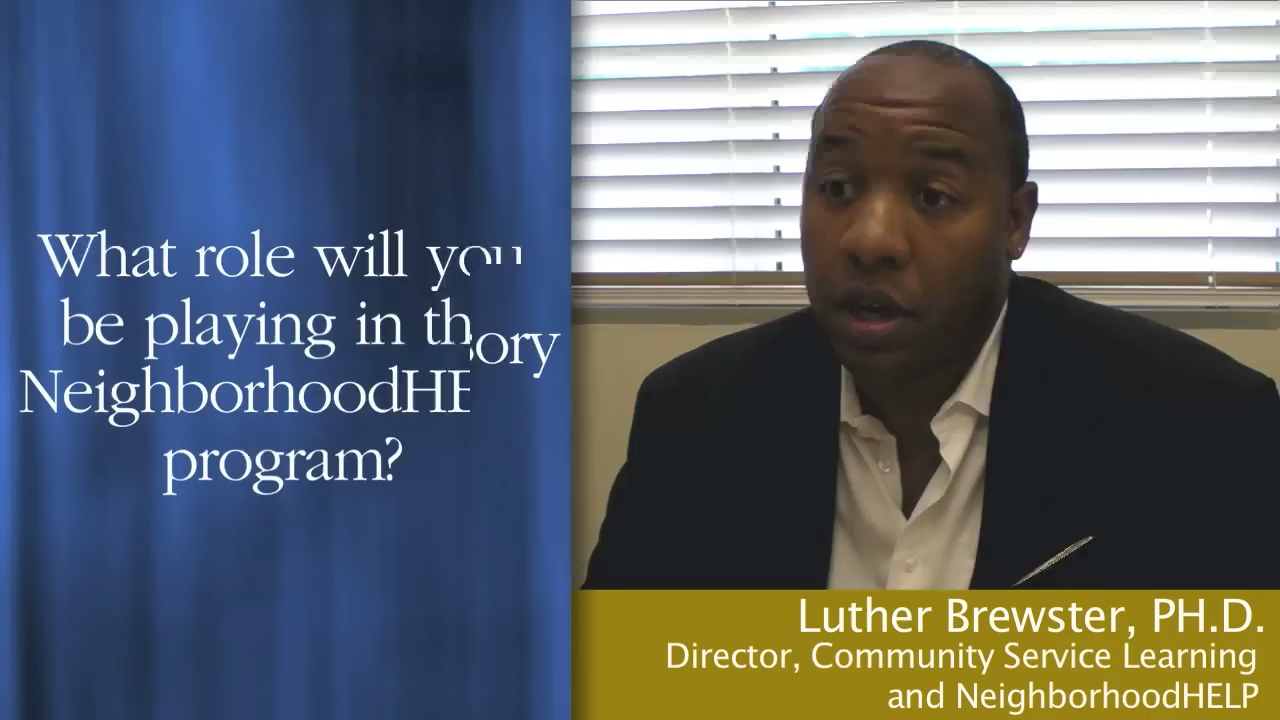 What role will you
be playing in th
ory
NeighborhoodHE
program?
Luther Brewster, PH.D.
Director, Community Service Learning
and NeighborhoodHELP